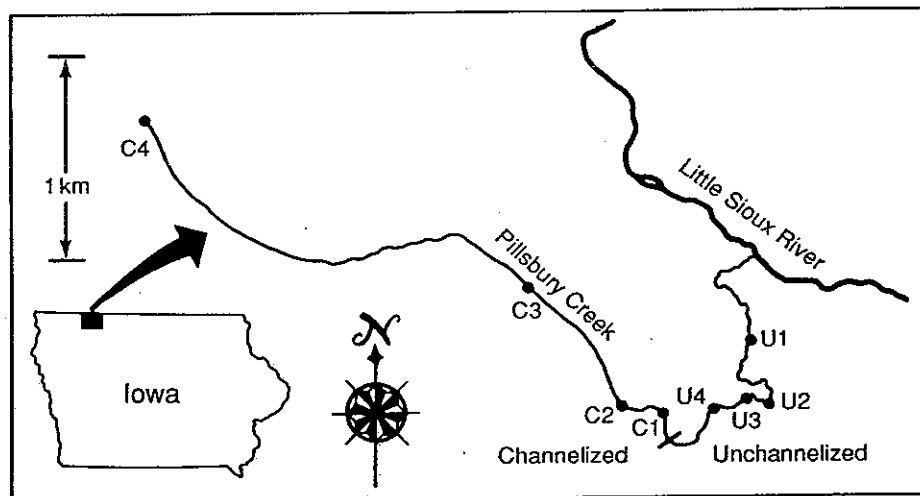 C4
1 km
Little Sioux River
Pillsbury Creek
C3
U1
Iowa
N
C2
C1
U4
U3
U2
Channelized
Unchannelized